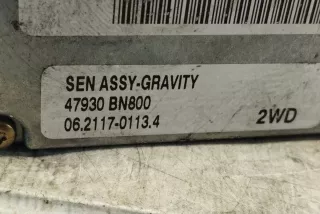 SEN ASSY-GRAVITY
47930 BN800
06.2117-0113.4 2WD